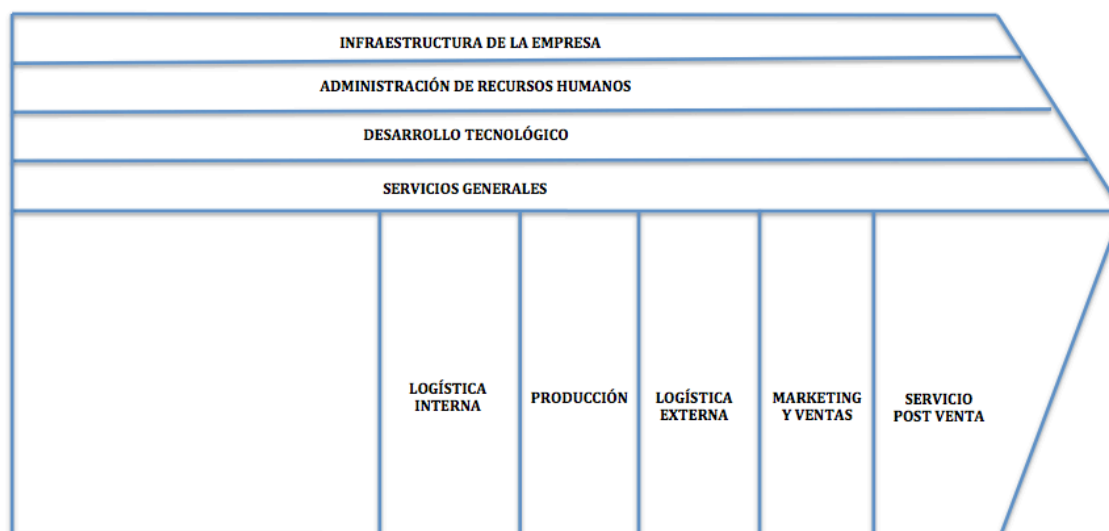 INFRAESTRUCTURA DE LA EMPRESA
ADMINISTRACIÓN DE RECURSOS HUMANOS
DESARROLLO TECNOLÓGICO
SERVICIOS GENERALES
LOGÍSTICA
INTERNA
PRODUCCIÓN
LOGÍSTICA
EXTERNA
MARKETING
Y VENTAS
SERVICIO
POST VENTA